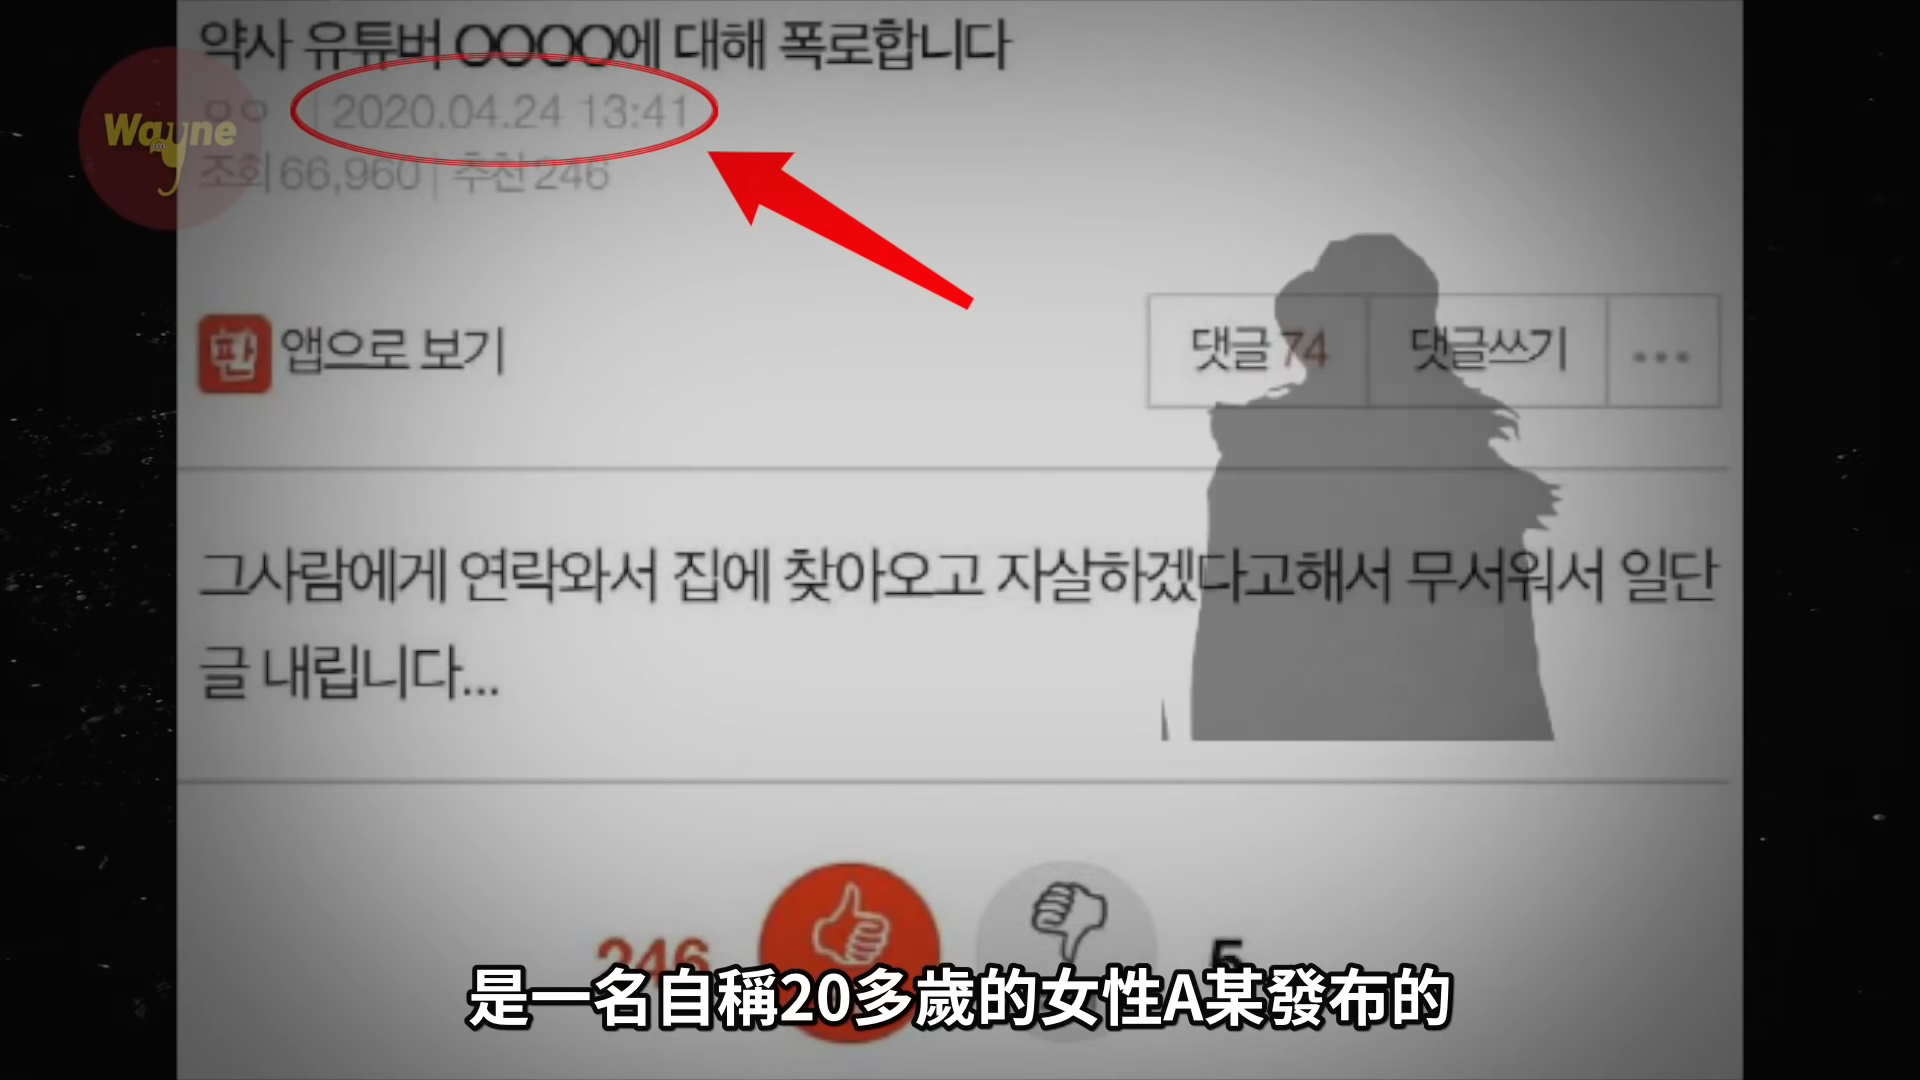 약사 유튜버 OOOO에 대해 폭로합니다
ㅇㅇ | 2020.04.24 13:41
Wayne
조회 66,960 | 추천 246
판 앱으로 보기
댓글 74 댓글쓰기 ...
그사람에게 연락와서 집에 찾아오고 자살하겠다고해서 무서워서 일단
글 내립니다...
246 5
是一名自稱20多歲的女性A某發布的